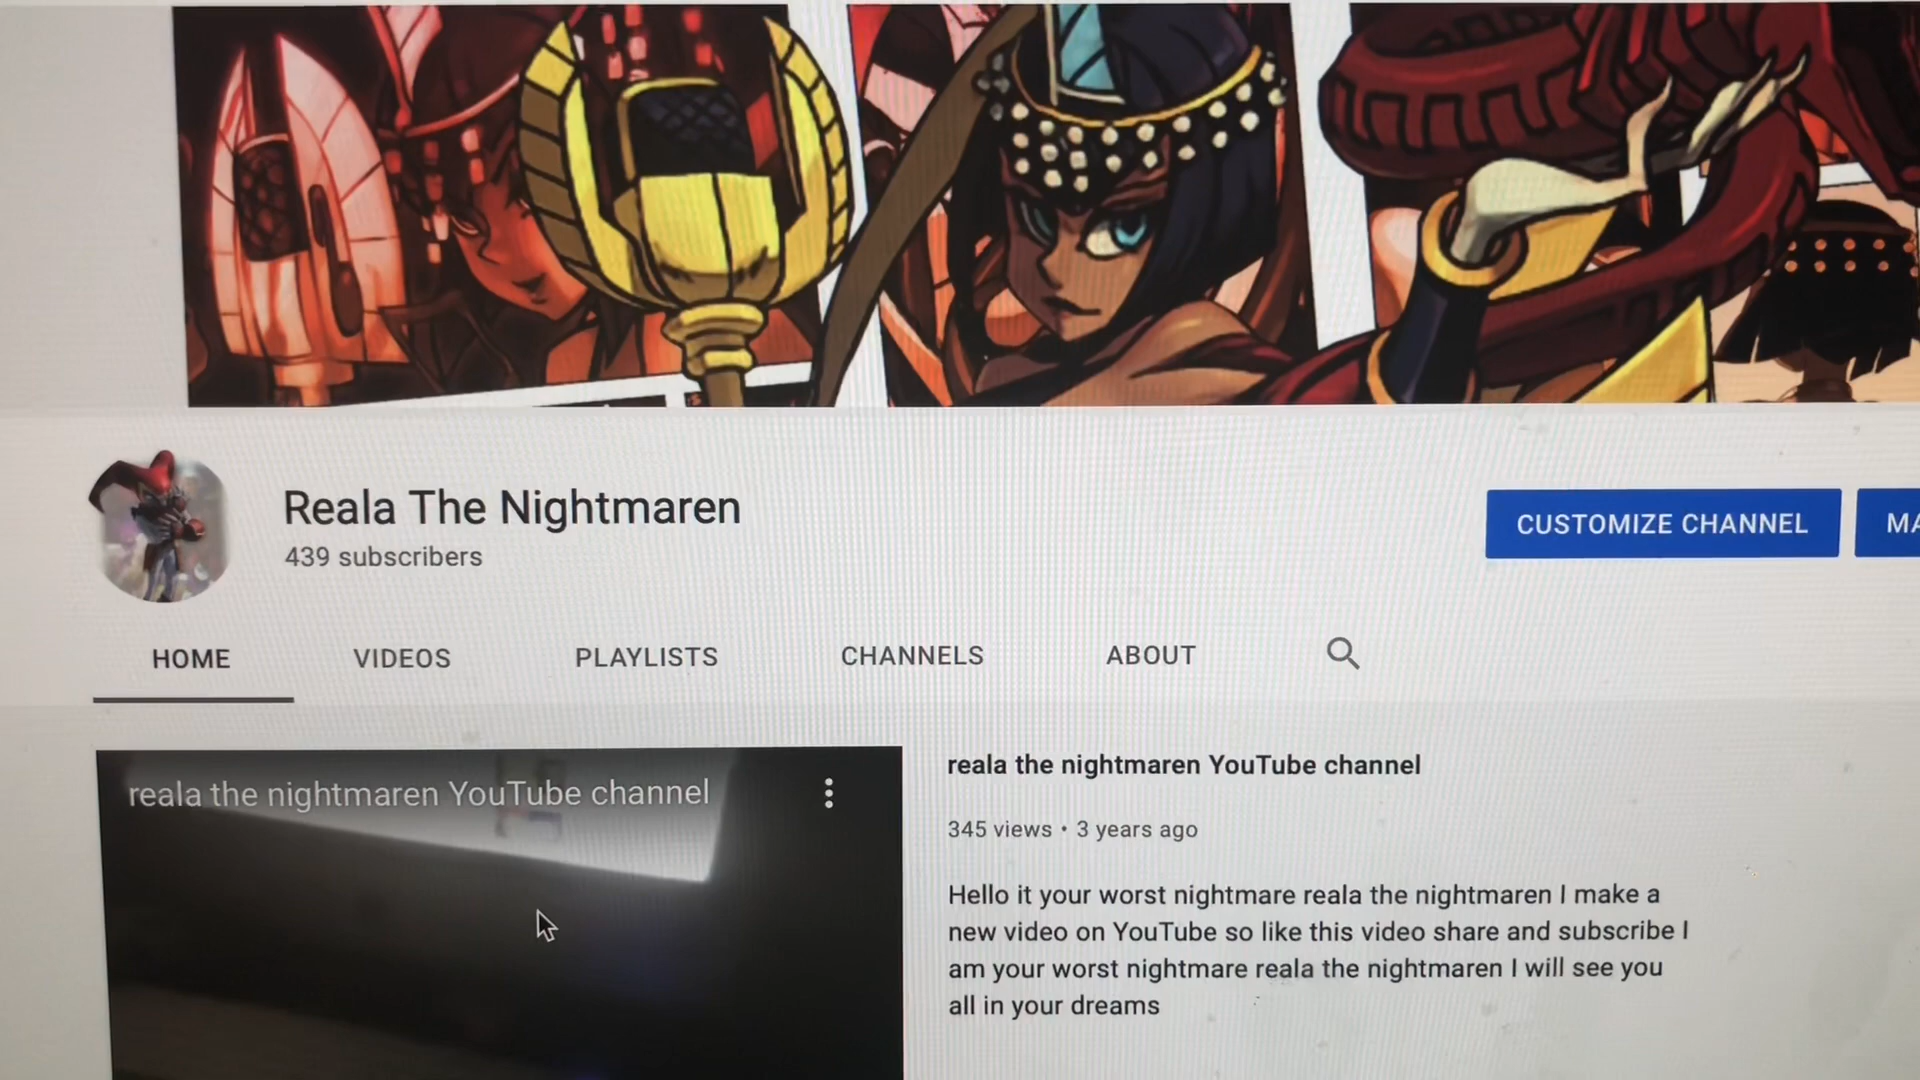 Reala The Nightmaren
439 subscribers
CUSTOMIZE CHANNEL
HOME
VIDEOS
PLAYLISTS
CHANNELS
ABOUT
reala the nightmaren YouTube channel
reala the nightmaren YouTube channel
345 views • 3 years ago
Hello it your worst nightmare reala the nightmaren I make a
new video on YouTube so like this video share and subscribe I
am your worst nightmare reala the nightmaren I will see you
all in your dreams